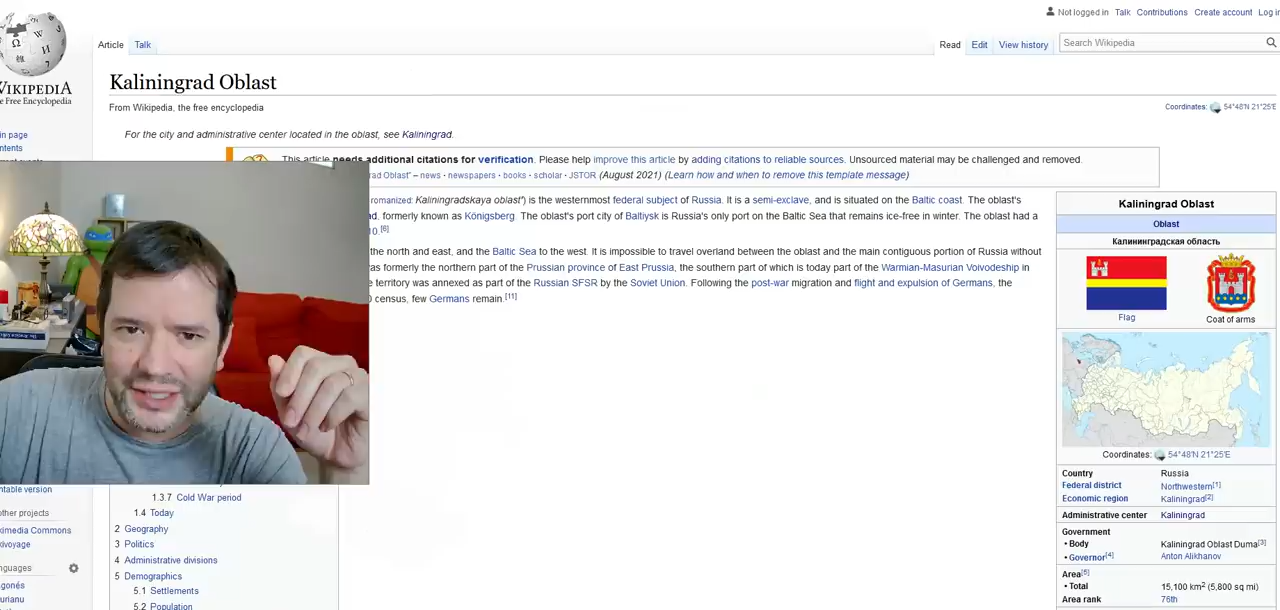 Not logged in Talk Contributions Create account Log in
Article Talk Read Edit View history Search Wikipedia
WIKIPEDIA
The Free Encyclopedia
Kaliningrad Oblast
From Wikipedia, the free encyclopedia
Coordinates: 54°48′N 21°25′E
For the city and administrative center located in the oblast, see Kaliningrad.
This article needs additional citations for verification. Please help improve this article by adding citations to reliable sources. Unsourced material may be challenged and removed.
rad Oblast" – news · newspapers · books · scholar · JSTOR (August 2021) (Learn how and when to remove this template message)
romanized: Kaliningradskaya oblast') is the westernmost federal subject of Russia. It is a semi-exclave, and is situated on the Baltic coast. The oblast's
d, formerly known as Königsberg. The oblast's port city of Baltiysk is Russia's only port on the Baltic Sea that remains ice-free in winter. The oblast had a
10.[6]
the north and east, and the Baltic Sea to the west. It is impossible to travel overland between the oblast and the main contiguous portion of Russia without
was formerly the northern part of the Prussian province of East Prussia, the southern part of which is today part of the Warmian-Masurian Voivodeship in
e territory was annexed as part of the Russian SFSR by the Soviet Union. Following the post-war migration and flight and expulsion of Germans, the
0 census, few Germans remain.[11]
in page
ntents
rrent events
ntable version
other projects
kimedia Commons
kivoyage
nguages
agonés
turianu
1.3.7 Cold War period
1.4 Today
2 Geography
3 Politics
4 Administrative divisions
5 Demographics
5.1 Settlements
5.2 Population
Kaliningrad Oblast
Oblast
Калининградская область
Flag
Coat of arms
Coordinates: 54°48′N 21°25′E
Country Russia
Federal district Northwestern[1]
Economic region Kaliningrad[2]
Administrative center Kaliningrad
Government
• Body Kaliningrad Oblast Duma[3]
• Governor[4] Anton Alikhanov
Area[5]
• Total 15,100 km2 (5,800 sq mi)
Area rank 76th